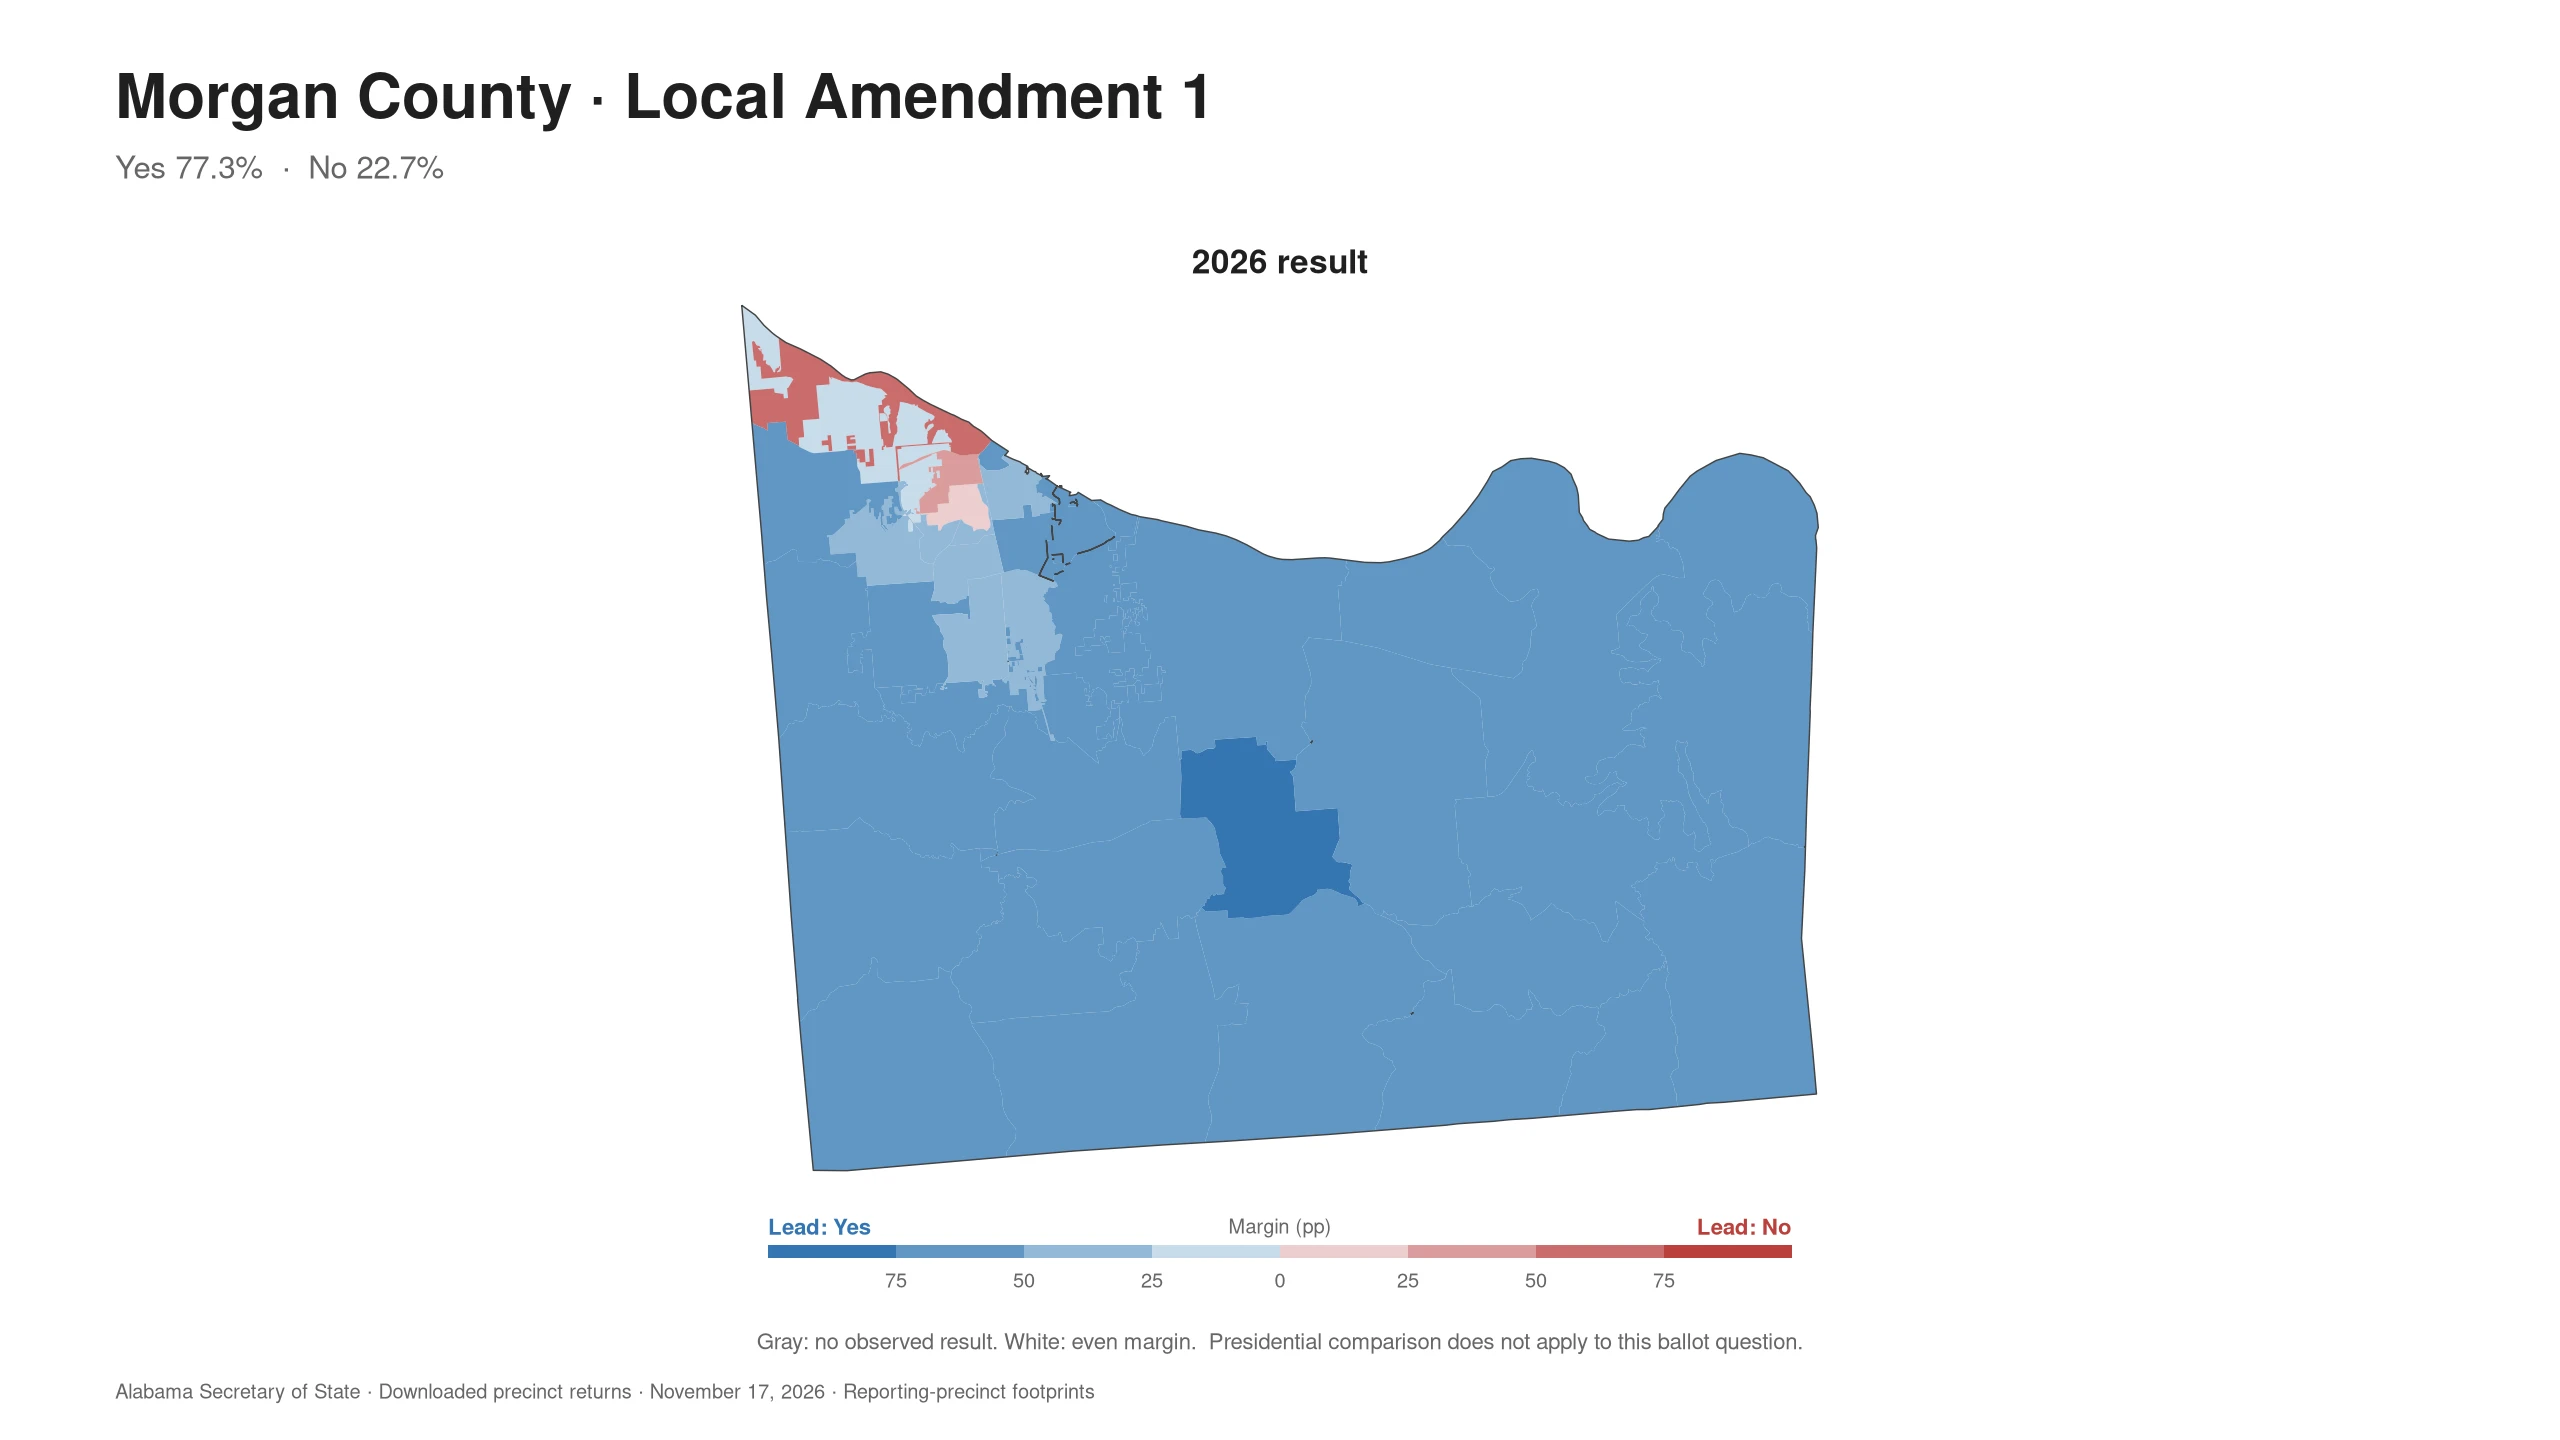 Morgan County · Local Amendment 1
Yes 77.3% · No 22.7%
2026 result
Lead: Yes
Margin (pp)
Lead: No
75 50 25 0 25 50 75
Gray: no observed result. White: even margin. Presidential comparison does not apply to this ballot question.
Alabama Secretary of State · Downloaded precinct returns · November 17, 2026 · Reporting-precinct footprints